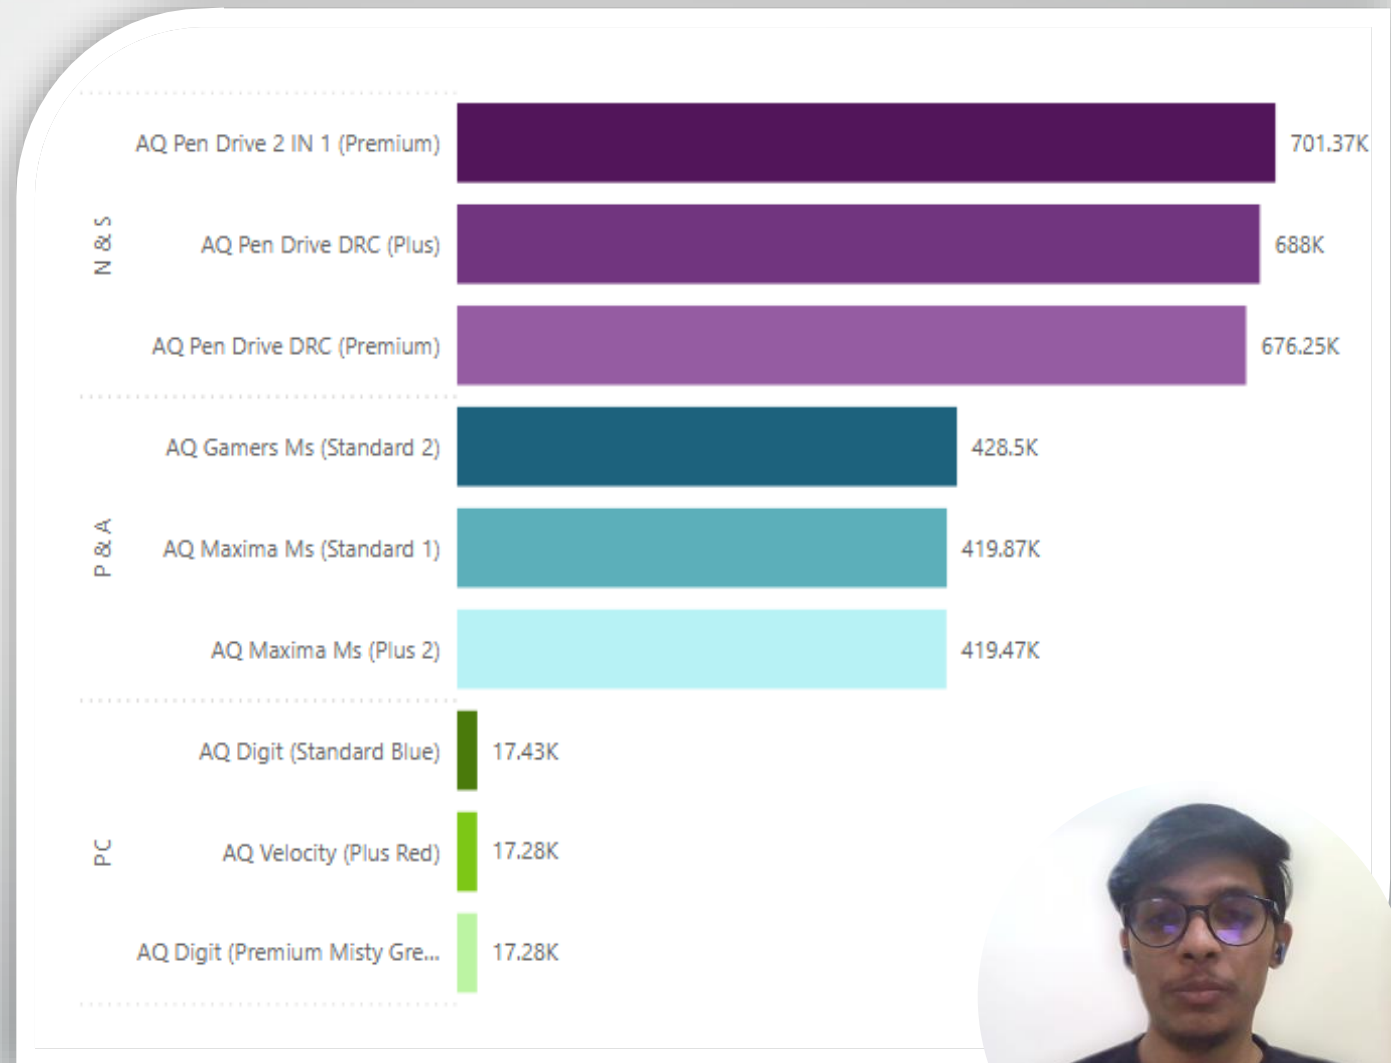 N & S
AQ Pen Drive 2 IN 1 (Premium) 701.37K
AQ Pen Drive DRC (Plus) 688K
AQ Pen Drive DRC (Premium) 676.25K
P & A
AQ Gamers Ms (Standard 2) 428.5K
AQ Maxima Ms (Standard 1) 419.87K
AQ Maxima Ms (Plus 2) 419.47K
PC
AQ Digit (Standard Blue) 17.43K
AQ Velocity (Plus Red) 17.28K
AQ Digit (Premium Misty Gre... 17.28K